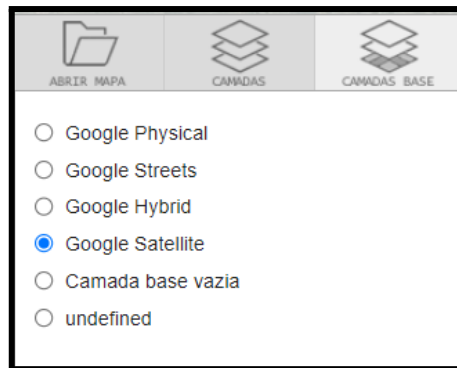 ABRIR MAPA CAMADAS CAMADAS BASE
Google Physical
Google Streets
Google Hybrid
Google Satellite
Camada base vazia
undefined